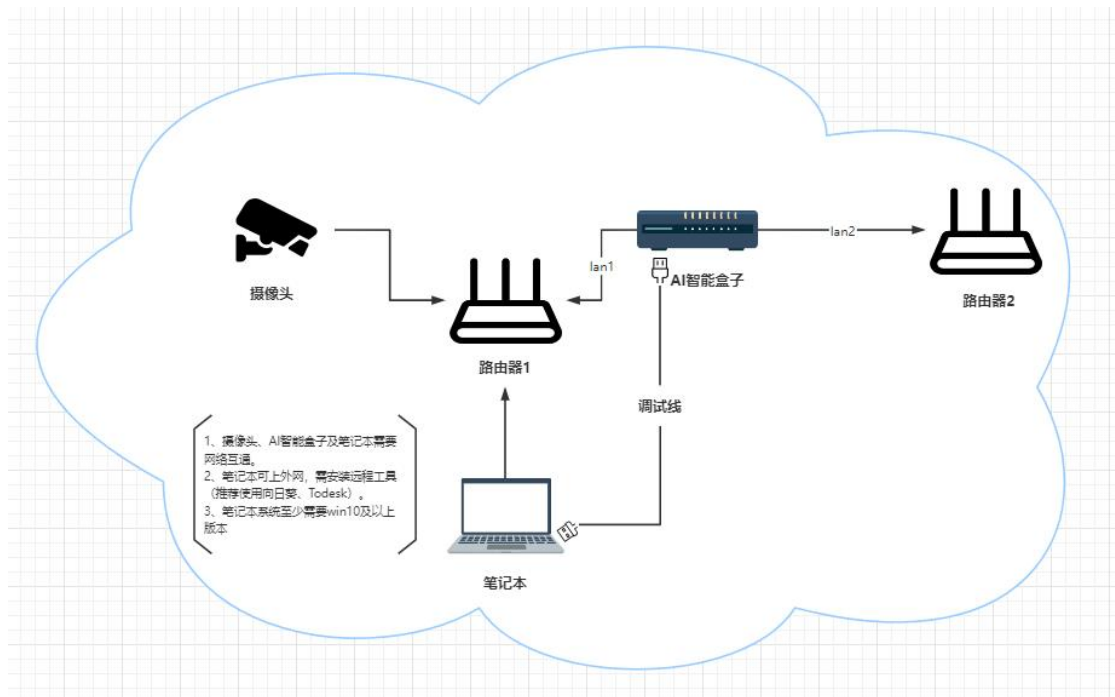 摄像头
lan1
lan2
AI智能盒子
路由器2
路由器1
调试线
1、摄像头、AI智能盒子及笔记本需要
网络互通。
2、笔记本可上外网，需安装远程工具
（推荐使用向日葵、Todesk）。
3、笔记本系统至少需要win10及以上
版本
笔记本